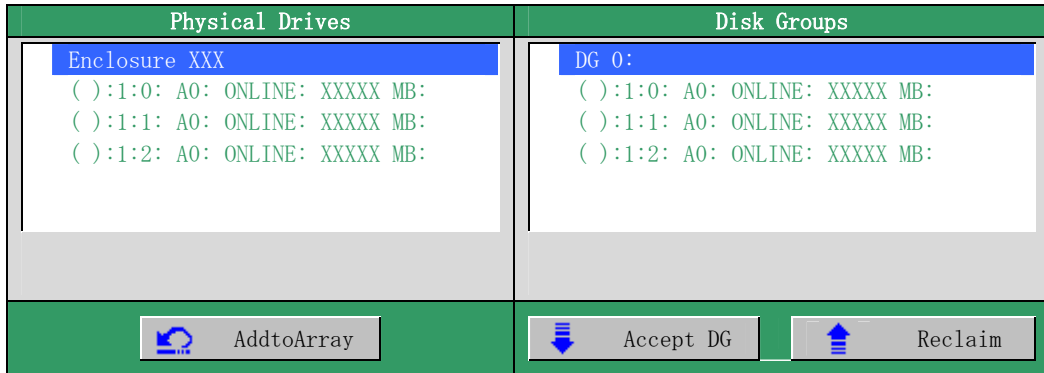 Physical Drives
Enclosure XXX
( ):1:0: A0: ONLINE: XXXXX MB:
( ):1:1: A0: ONLINE: XXXXX MB:
( ):1:2: A0: ONLINE: XXXXX MB:
AddtoArray
Disk Groups
DG 0:
( ):1:0: A0: ONLINE: XXXXX MB:
( ):1:1: A0: ONLINE: XXXXX MB:
( ):1:2: A0: ONLINE: XXXXX MB:
Accept DG
Reclaim